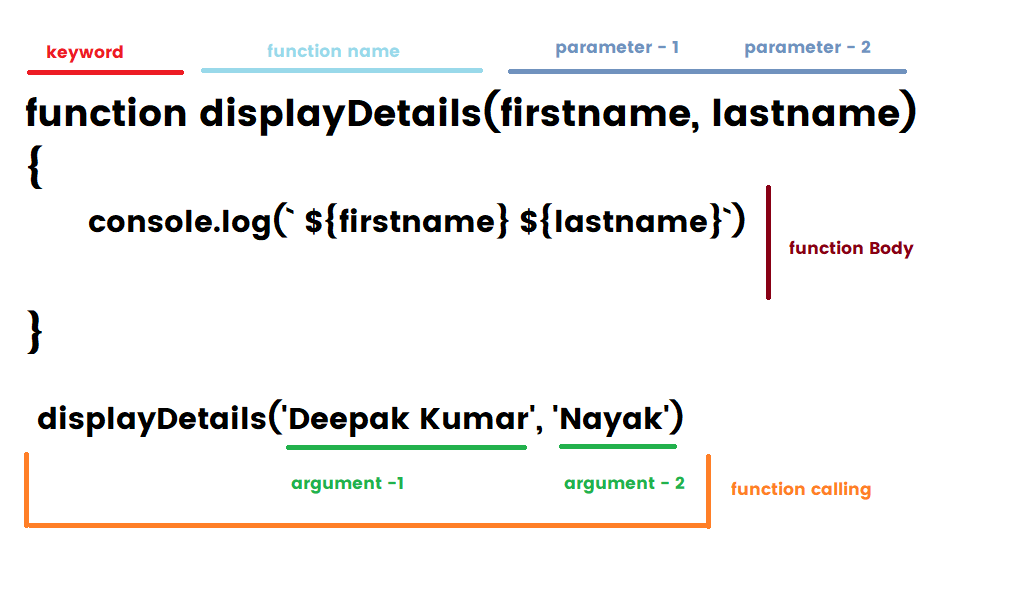 keyword function name parameter - 1 parameter - 2
function displayDetails(firstname, lastname)
{
console.log(` ${firstname} ${lastname}`)
function Body
}
displayDetails('Deepak Kumar', 'Nayak')
argument -1 argument - 2 function calling